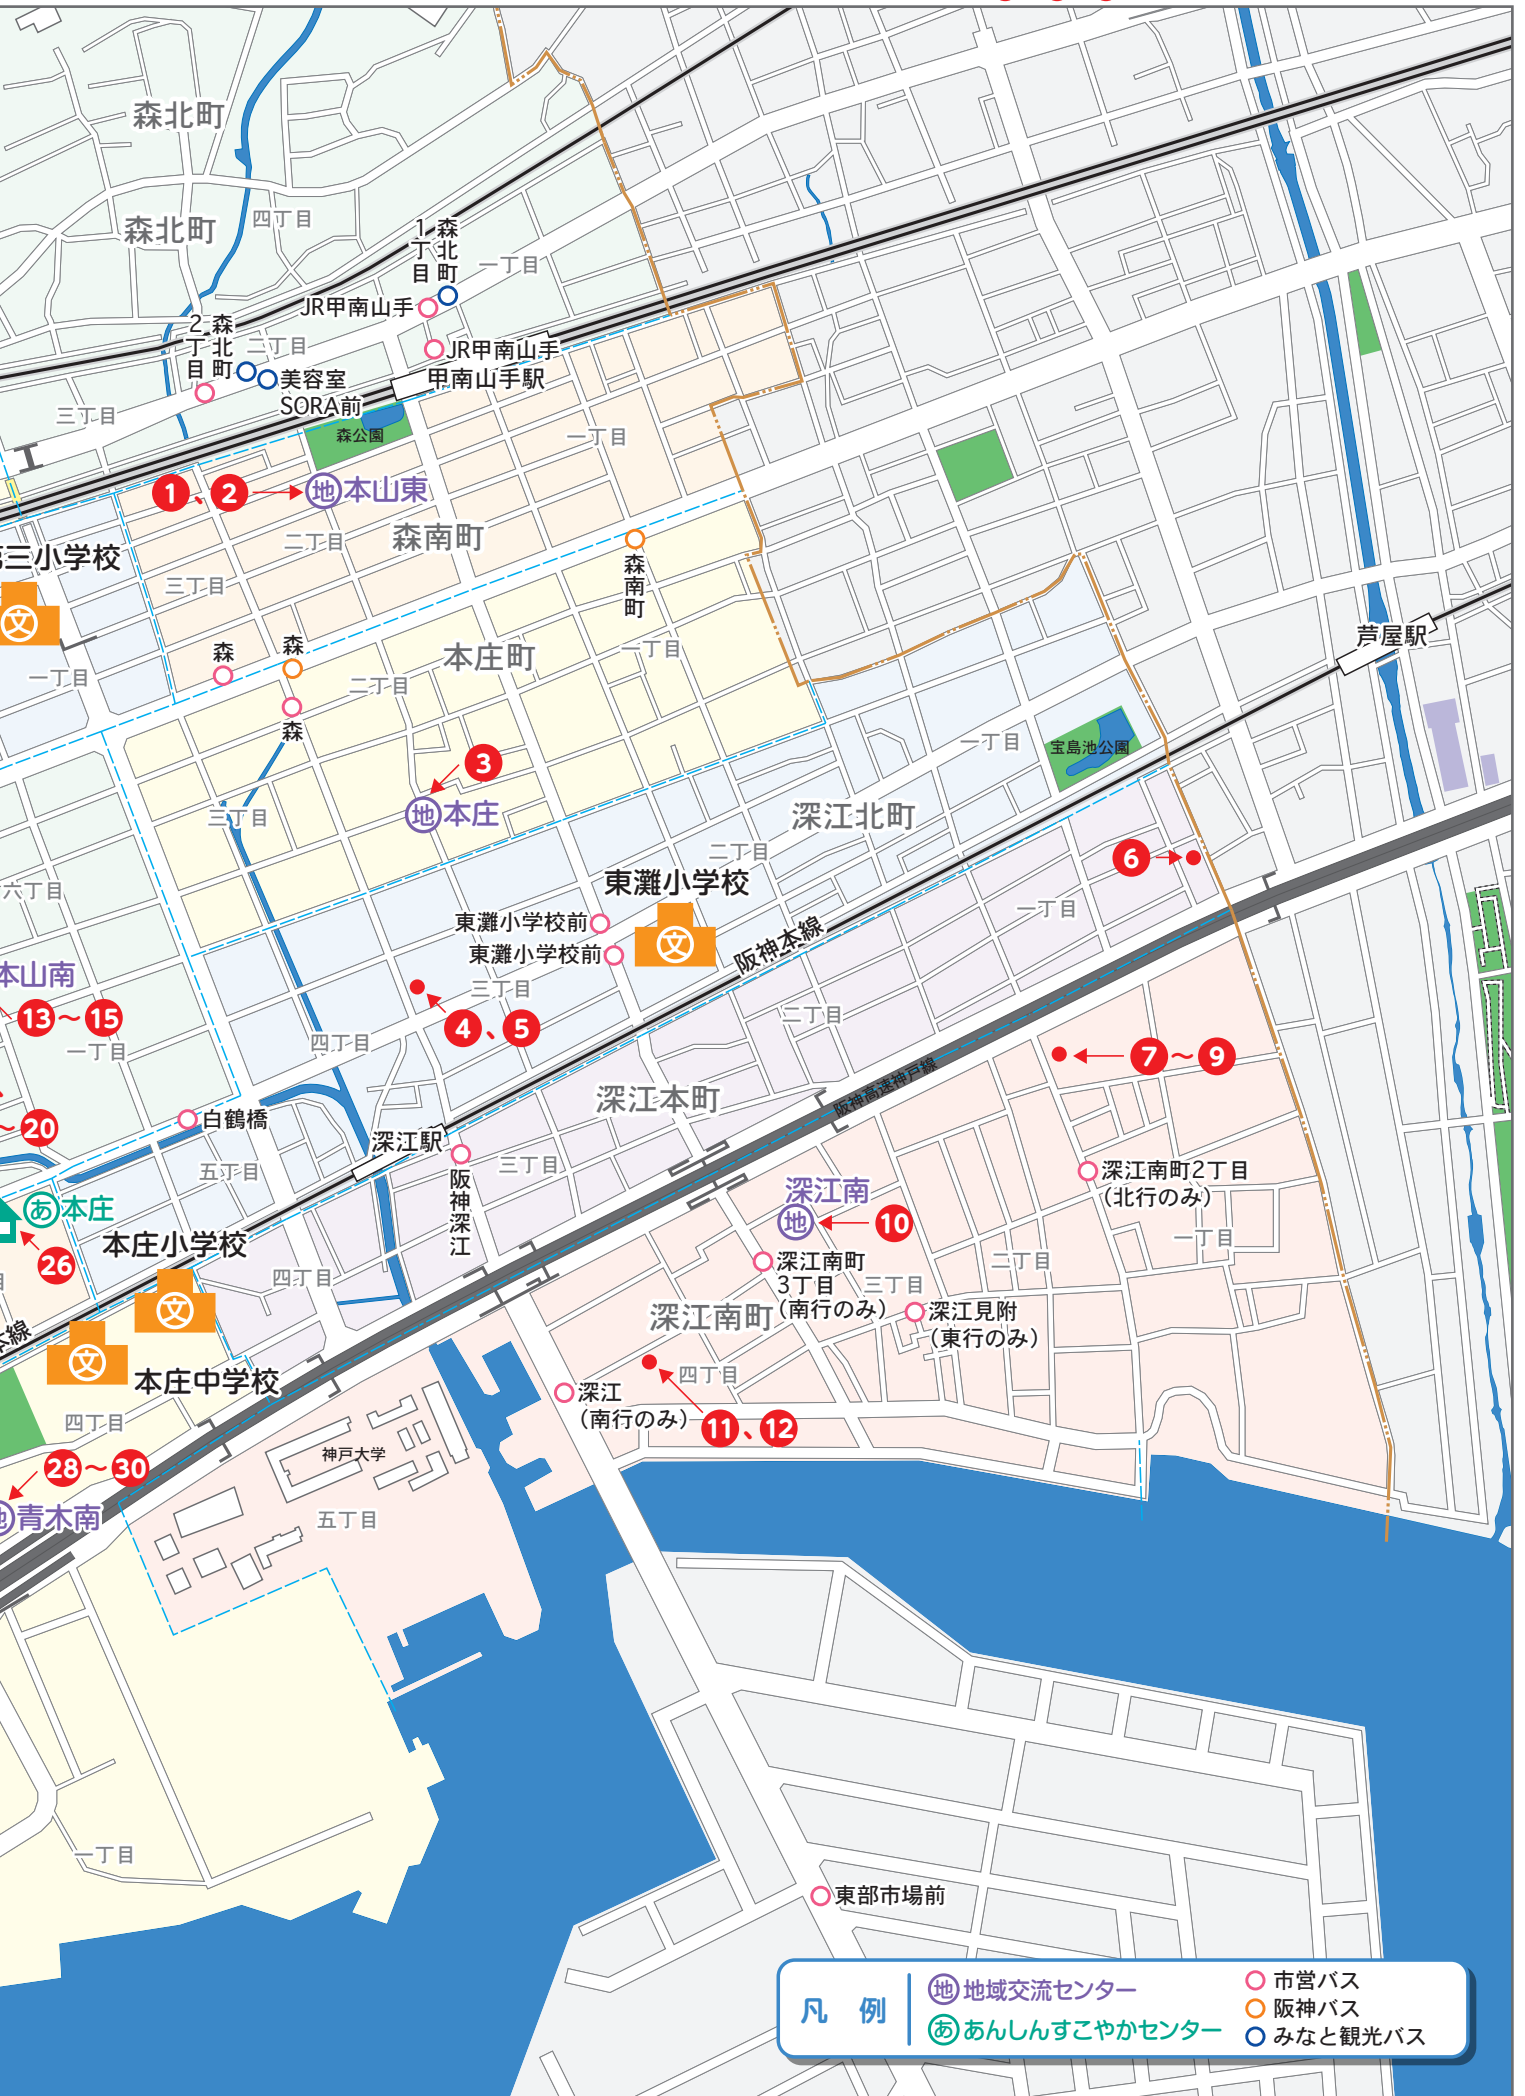 森北町
森北町
四丁目
1丁目
森北町
一丁目
JR甲南山手
2丁目
森北町
二丁目
JR甲南山手
甲南山手駅
美容室
SORA前
三丁目
森公園
一丁目
1、2
地 本山東
二丁目
森南町
三小学校
文
三丁目
森南町
森
森
森
一丁目
二丁目
本庄町
一丁目
芦屋駅
3
地 本庄
三丁目
一丁目
宝島池公園
深江北町
二丁目
6
六丁目
東灘小学校
文
東灘小学校前
東灘小学校前
一丁目
阪神本線
本山南
13～15
一丁目
三丁目
4、5
四丁目
二丁目
7～9
～20
白鶴橋
深江本町
阪神高速神戸線
深江駅
五丁目
阪神深江
三丁目
深江南
地
10
深江南町2丁目
(北行のみ)
あ 本庄
26
本庄小学校
文
四丁目
深江南町
3丁目
(南行のみ)
三丁目
二丁目
一丁目
深江南町
深江見附
(東行のみ)
本線
文
本庄中学校
四丁目
深江
(南行のみ)
四丁目
11、12
神戸大学
28～30
地 青木南
五丁目
一丁目
東部市場前
凡 例
地 地域交流センター
あ あんしんすこやかセンター
市営バス
阪神バス
みなと観光バス